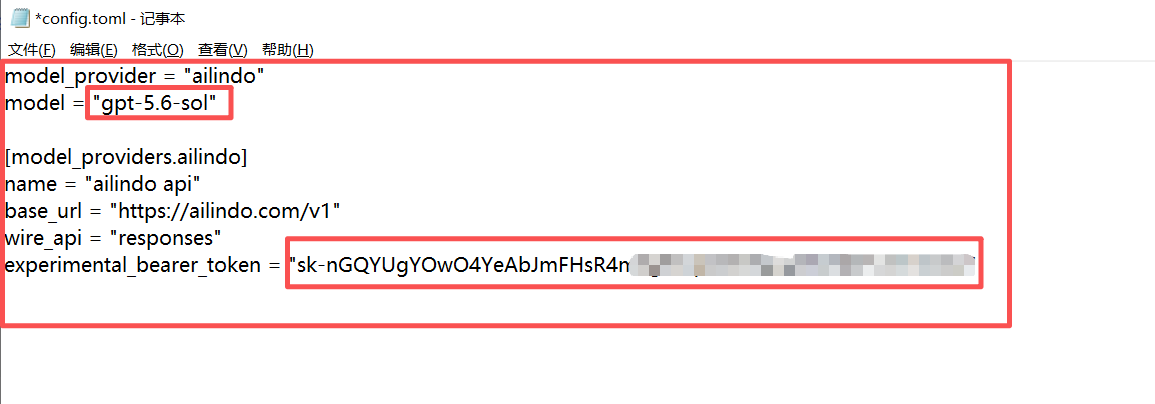 *config.toml - 记事本
文件(F) 编辑(E) 格式(O) 查看(V) 帮助(H)
model_provider = "ailindo"
model = "gpt-5.6-sol"
[model_providers.ailindo]
name = "ailindo api"
base_url = "https://ailindo.com/v1"
wire_api = "responses"
experimental_bearer_token = "sk-nGQYUgYOwO4YeAbJmFHsR4m